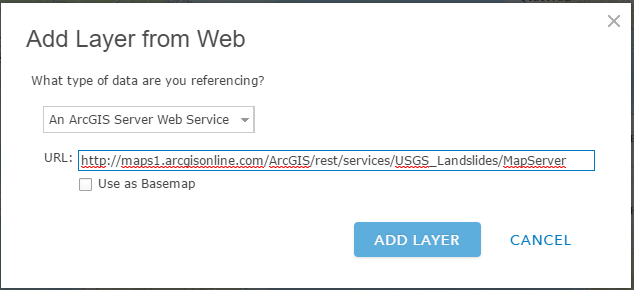 Add Layer from Web
What type of data are you referencing?
An ArcGIS Server Web Service
URL: http://maps1.arcgisonline.com/ArcGIS/rest/services/USGS_Landslides/MapServer
Use as Basemap
ADD LAYER CANCEL